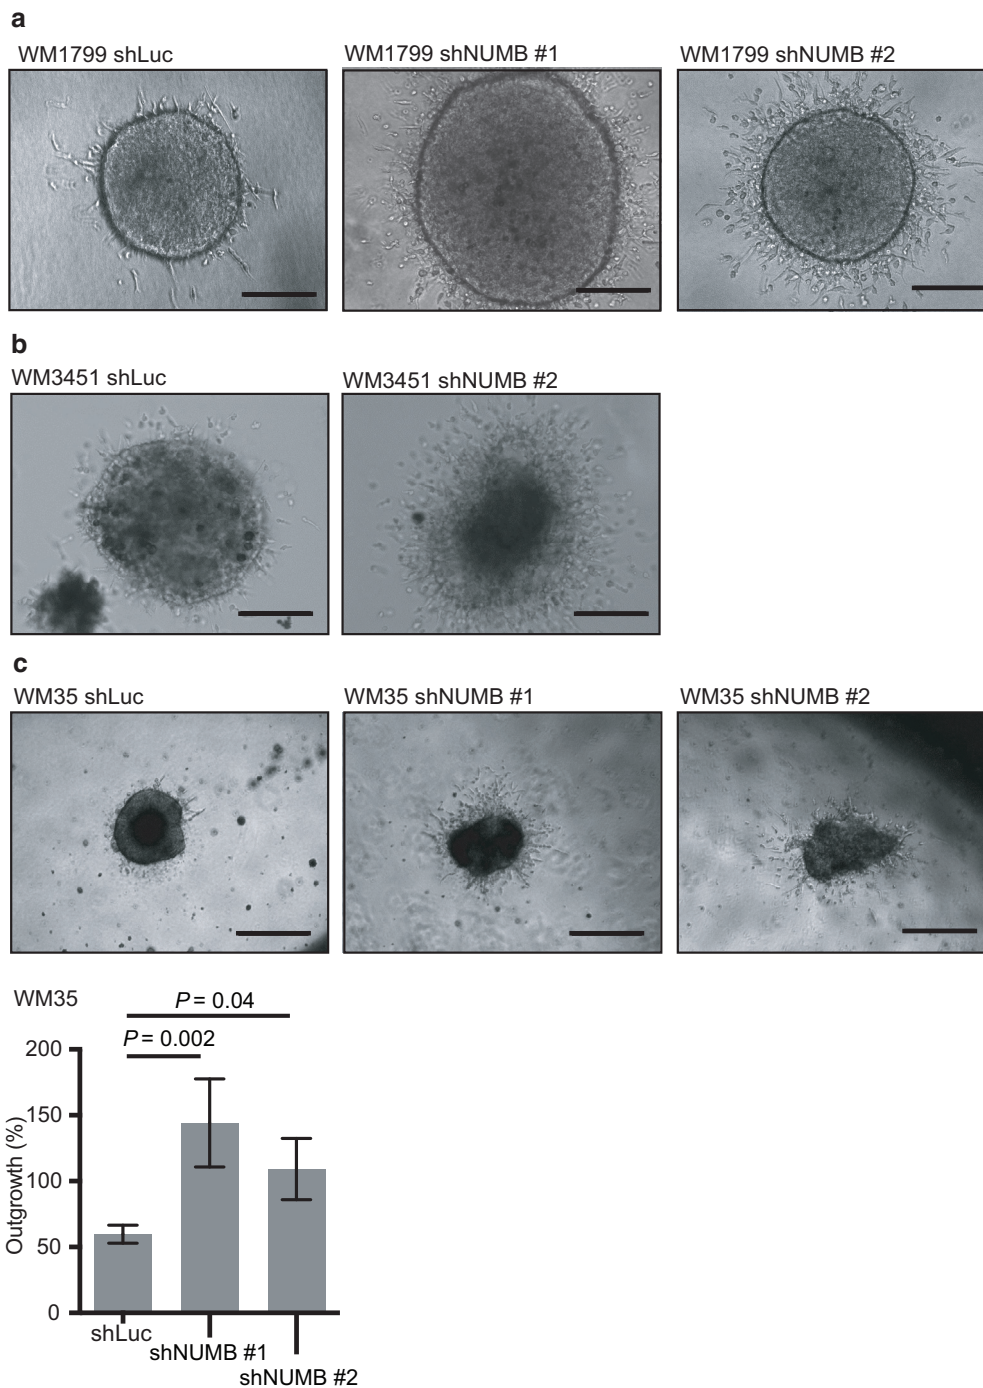 a
WM1799 shLuc
WM1799 shNUMB #1
WM1799 shNUMB #2
b
WM3451 shLuc
WM3451 shNUMB #2
c
WM35 shLuc
WM35 shNUMB #1
WM35 shNUMB #2
WM35
P = 0.04
P = 0.002
200
150
100
50
0
Outgrowth (%)
shLuc
shNUMB #1
shNUMB #2